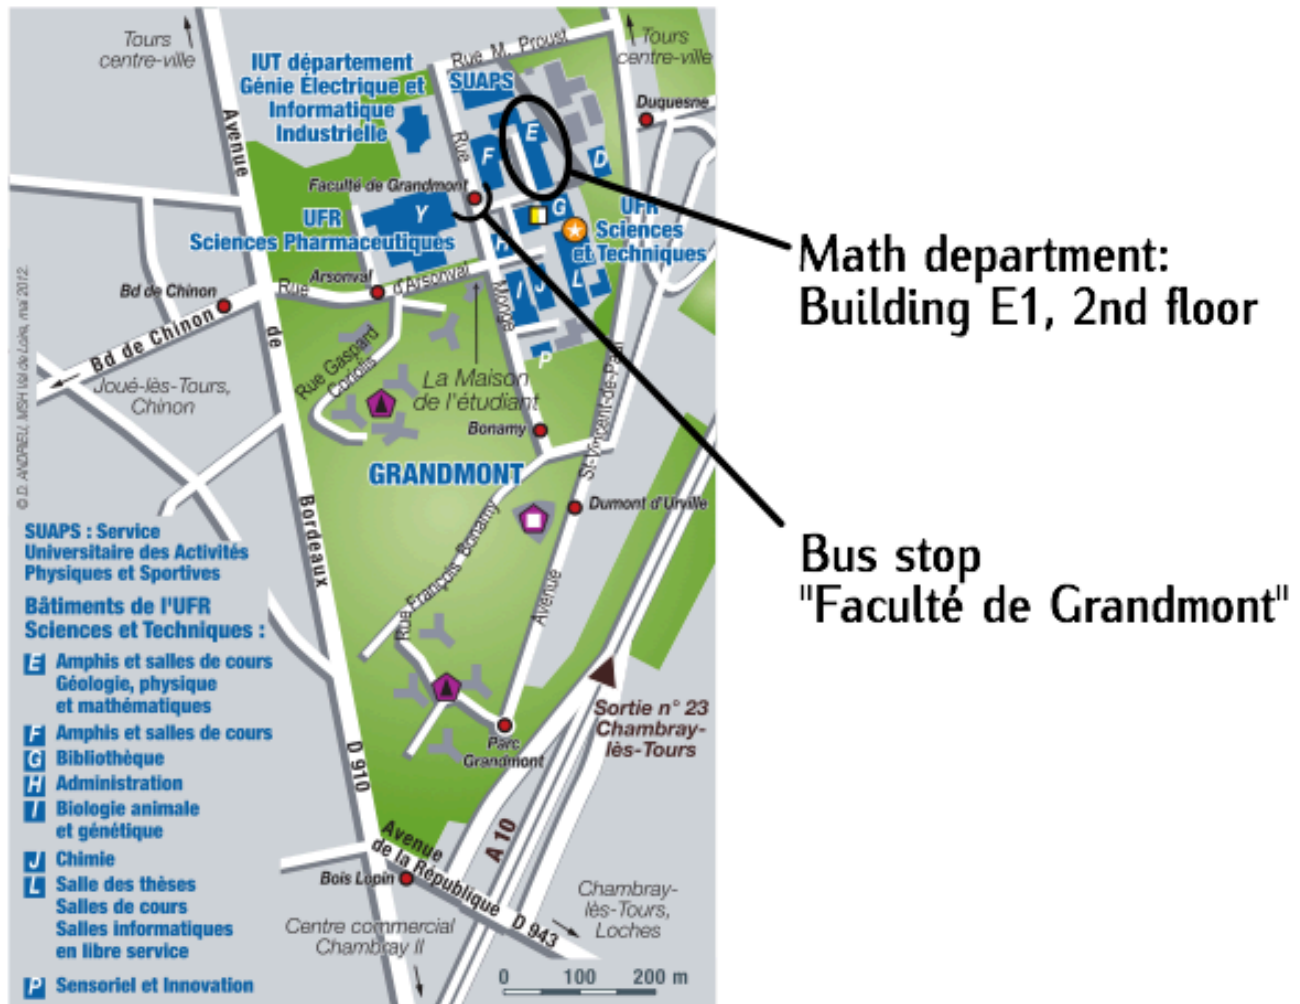 Tours
centre-ville
IUT département
Génie Électrique et
Informatique
Industrielle
Rue M. Proust
SUAPS
Tours
centre-ville
Duquesne
Avenue
Rue
E
F
D
Faculté de Grandmont
Y
G
UFR
Sciences Pharmaceutiques
UFR
Sciences
et Techniques
H
Math department:
Building E1, 2nd floor
Arsonval
Rue d'Arsonval
I
J
L
Monge
Bd de Chinon
Bd de Chinon
de
P
Joué-lès-Tours,
Chinon
Rue Gaspard
Coriolis
La Maison
de l'étudiant
Bonamy
St-Vincent-de-Paul
© D. ANDRIEU, MSH Val de Loire, mai 2012.
GRANDMONT
Bordeaux
Dumont d'Urville
Bus stop
"Faculté de Grandmont"
SUAPS : Service
Universitaire des Activités
Physiques et Sportives
Rue François Bonamy
Avenue
Bâtiments de l'UFR
Sciences et Techniques :
E Amphis et salles de cours
Géologie, physique
et mathématiques
F Amphis et salles de cours
G Bibliothèque
H Administration
I Biologie animale
et génétique
J Chimie
L Salle des thèses
Salles de cours
Salles informatiques
en libre service
P Sensoriel et Innovation
Sortie n° 23
Chambray-
lès-Tours
Parc
Grandmont
D 910
A 10
Avenue
de la République
D 943
Bois Lopin
Chambray-
lès-Tours,
Loches
Centre commercial
Chambray II
0 100 200 m